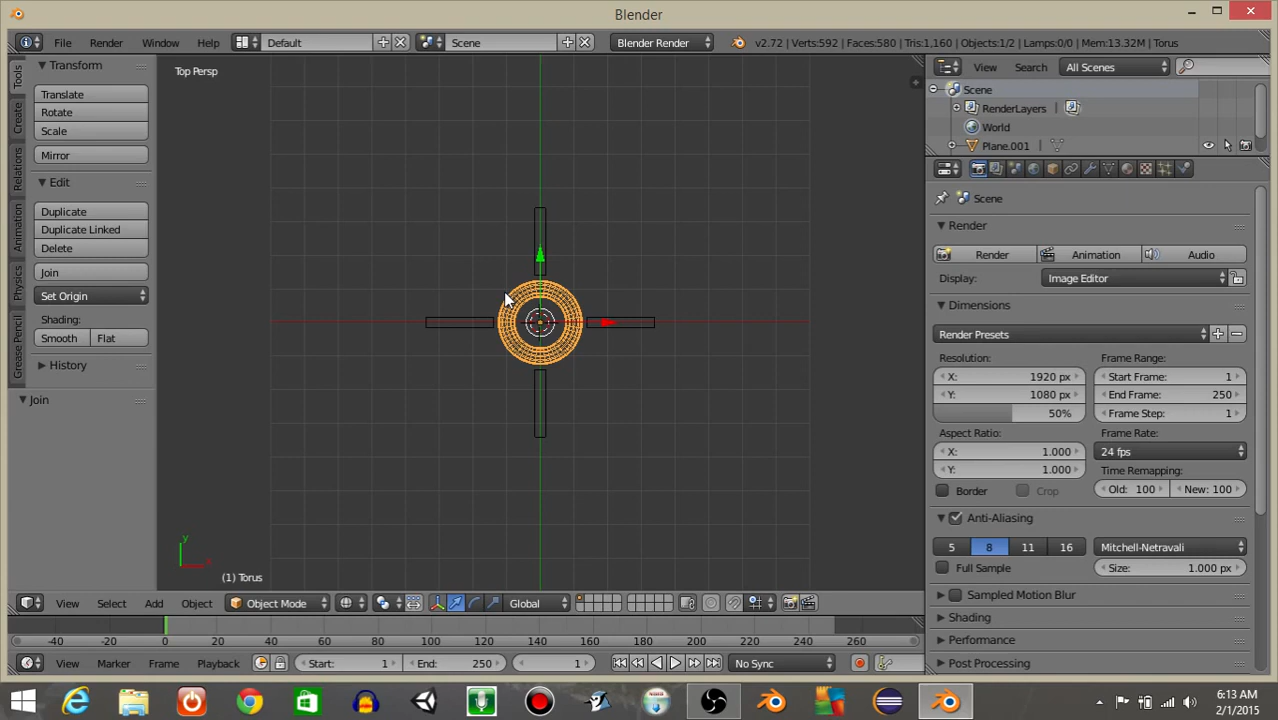 Blender
File Render Window Help Default Scene Blender Render v2.72 | Verts:592 | Faces:580 | Tris:1,160 | Objects:1/2 | Lamps:0/0 | Mem:13.32M | Torus
Tools
Create
Relations
Animation
Physics
Grease Pencil
Transform
Translate
Rotate
Scale
Mirror
Edit
Duplicate
Duplicate Linked
Delete
Join
Set Origin
Shading:
Smooth Flat
History
Join
Top Persp
y
x
(1) Torus
View Select Add Object Object Mode Global
-40 -20 0 20 40 60 80 100 120 140 160 180 200 220 240 260
View Marker Frame Playback Start: 1 End: 250 1 No Sync
View Search All Scenes
Scene
RenderLayers |
World
Plane.001 |
Scene
Render
Render Animation Audio
Display: Image Editor
Dimensions
Render Presets
Resolution: Frame Range:
X: 1920 px Start Frame: 1
Y: 1080 px End Frame: 250
50% Frame Step: 1
Aspect Ratio: Frame Rate:
X: 1.000 24 fps
Y: 1.000 Time Remapping:
Border Crop Old: 100 New: 100
Anti-Aliasing
5 8 11 16 Mitchell-Netravali
Full Sample Size: 1.000 px
Sampled Motion Blur
Shading
Performance
Post Processing
6:13 AM
2/1/2015